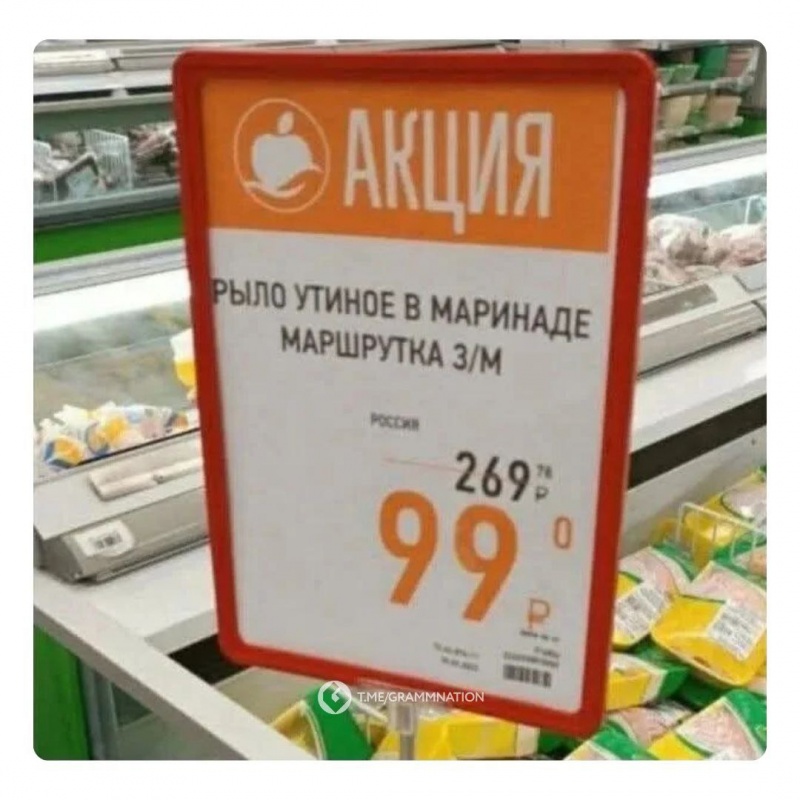 АКЦИЯ
РЫЛО УТИНОЕ В МАРИНАДЕ
МАРШРУТКА З/М
РОССИЯ
269 78 ₽
99 0
₽
T.ME/GRAMMNATION